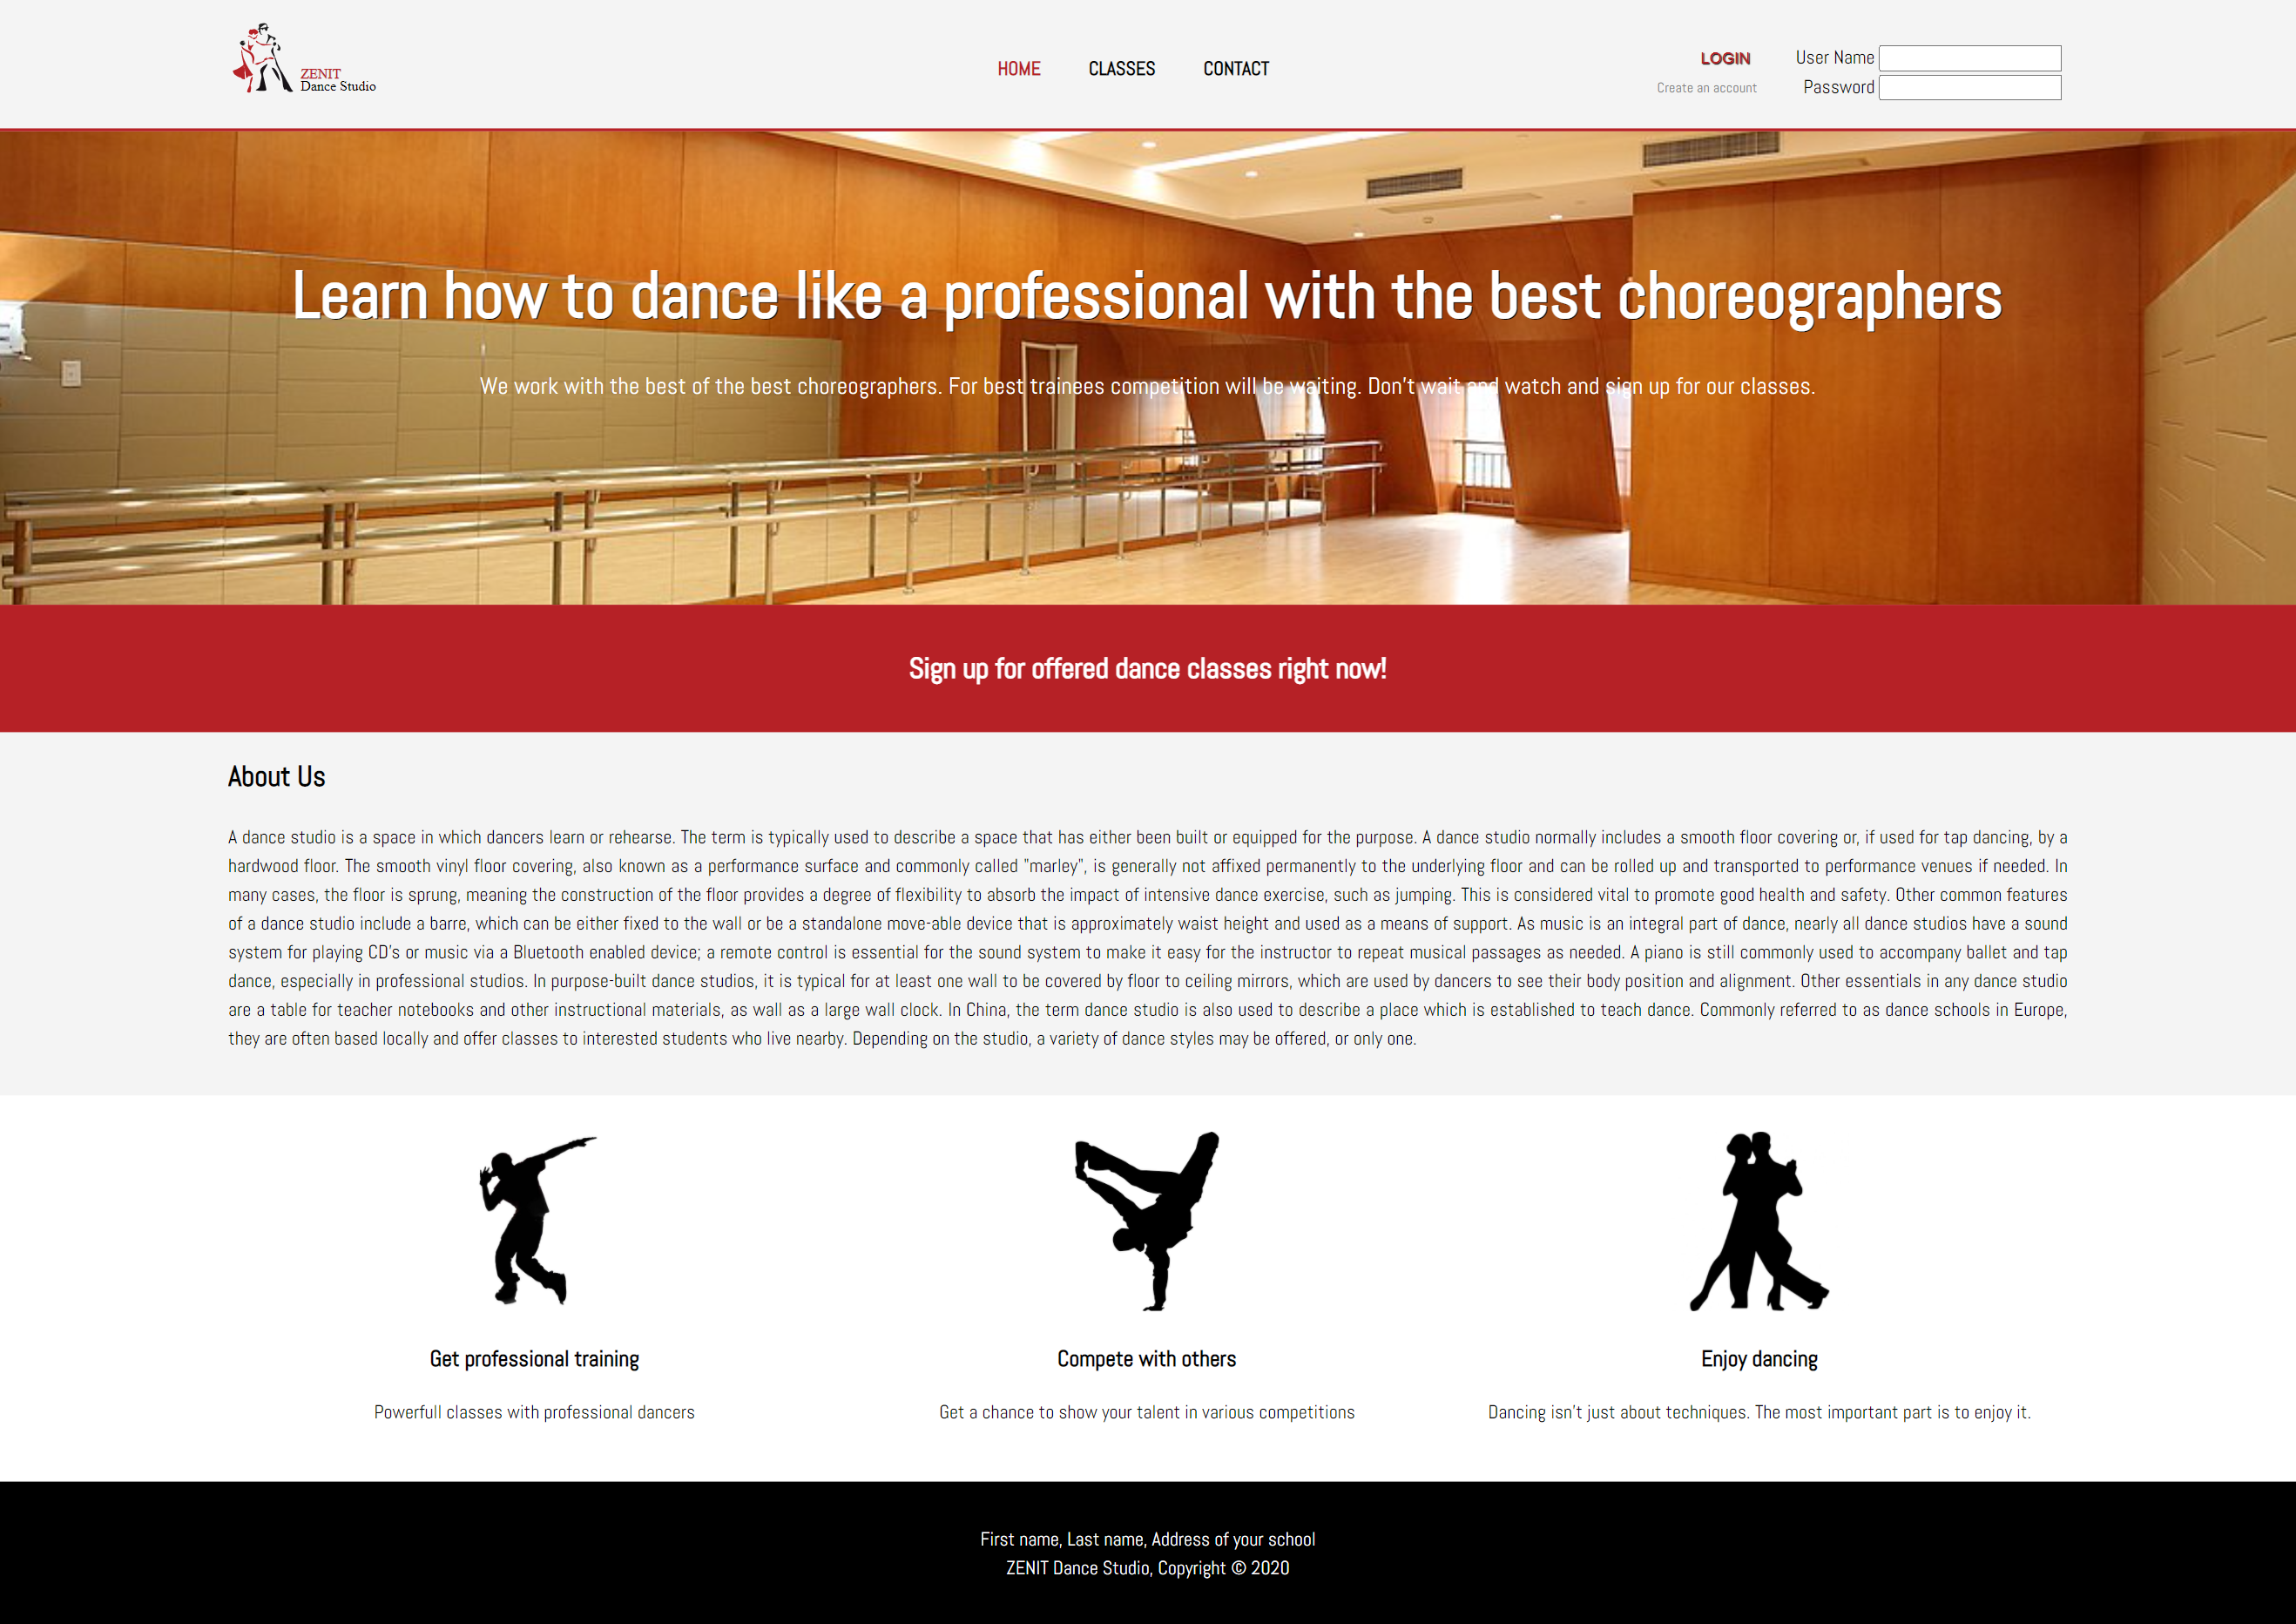 ZENIT
Dance Studio
HOME CLASSES CONTACT
LOGIN
Create an account
User Name
Password
Learn how to dance like a professional with the best choreographers
We work with the best of the best choreographers. For best trainees competition will be waiting. Don't wait and watch and sign up for our classes.
Sign up for offered dance classes right now!
About Us
A dance studio is a space in which dancers learn or rehearse. The term is typically used to describe a space that has either been built or equipped for the purpose. A dance studio normally includes a smooth floor covering or, if used for tap dancing, by a
hardwood floor. The smooth vinyl floor covering, also known as a performance surface and commonly called "marley", is generally not affixed permanently to the underlying floor and can be rolled up and transported to performance venues if needed. In
many cases, the floor is sprung, meaning the construction of the floor provides a degree of flexibility to absorb the impact of intensive dance exercise, such as jumping. This is considered vital to promote good health and safety. Other common features
of a dance studio include a barre, which can be either fixed to the wall or be a standalone move-able device that is approximately waist height and used as a means of support. As music is an integral part of dance, nearly all dance studios have a sound
system for playing CD's or music via a Bluetooth enabled device; a remote control is essential for the sound system to make it easy for the instructor to repeat musical passages as needed. A piano is still commonly used to accompany ballet and tap
dance, especially in professional studios. In purpose-built dance studios, it is typical for at least one wall to be covered by floor to ceiling mirrors, which are used by dancers to see their body position and alignment. Other essentials in any dance studio
are a table for teacher notebooks and other instructional materials, as wall as a large wall clock. In China, the term dance studio is also used to describe a place which is established to teach dance. Commonly referred to as dance schools in Europe,
they are often based locally and offer classes to interested students who live nearby. Depending on the studio, a variety of dance styles may be offered, or only one.
Get professional training
Powerfull classes with professional dancers
Compete with others
Get a chance to show your talent in various competitions
Enjoy dancing
Dancing isn't just about techniques. The most important part is to enjoy it.
First name, Last name, Address of your school
ZENIT Dance Studio, Copyright © 2020